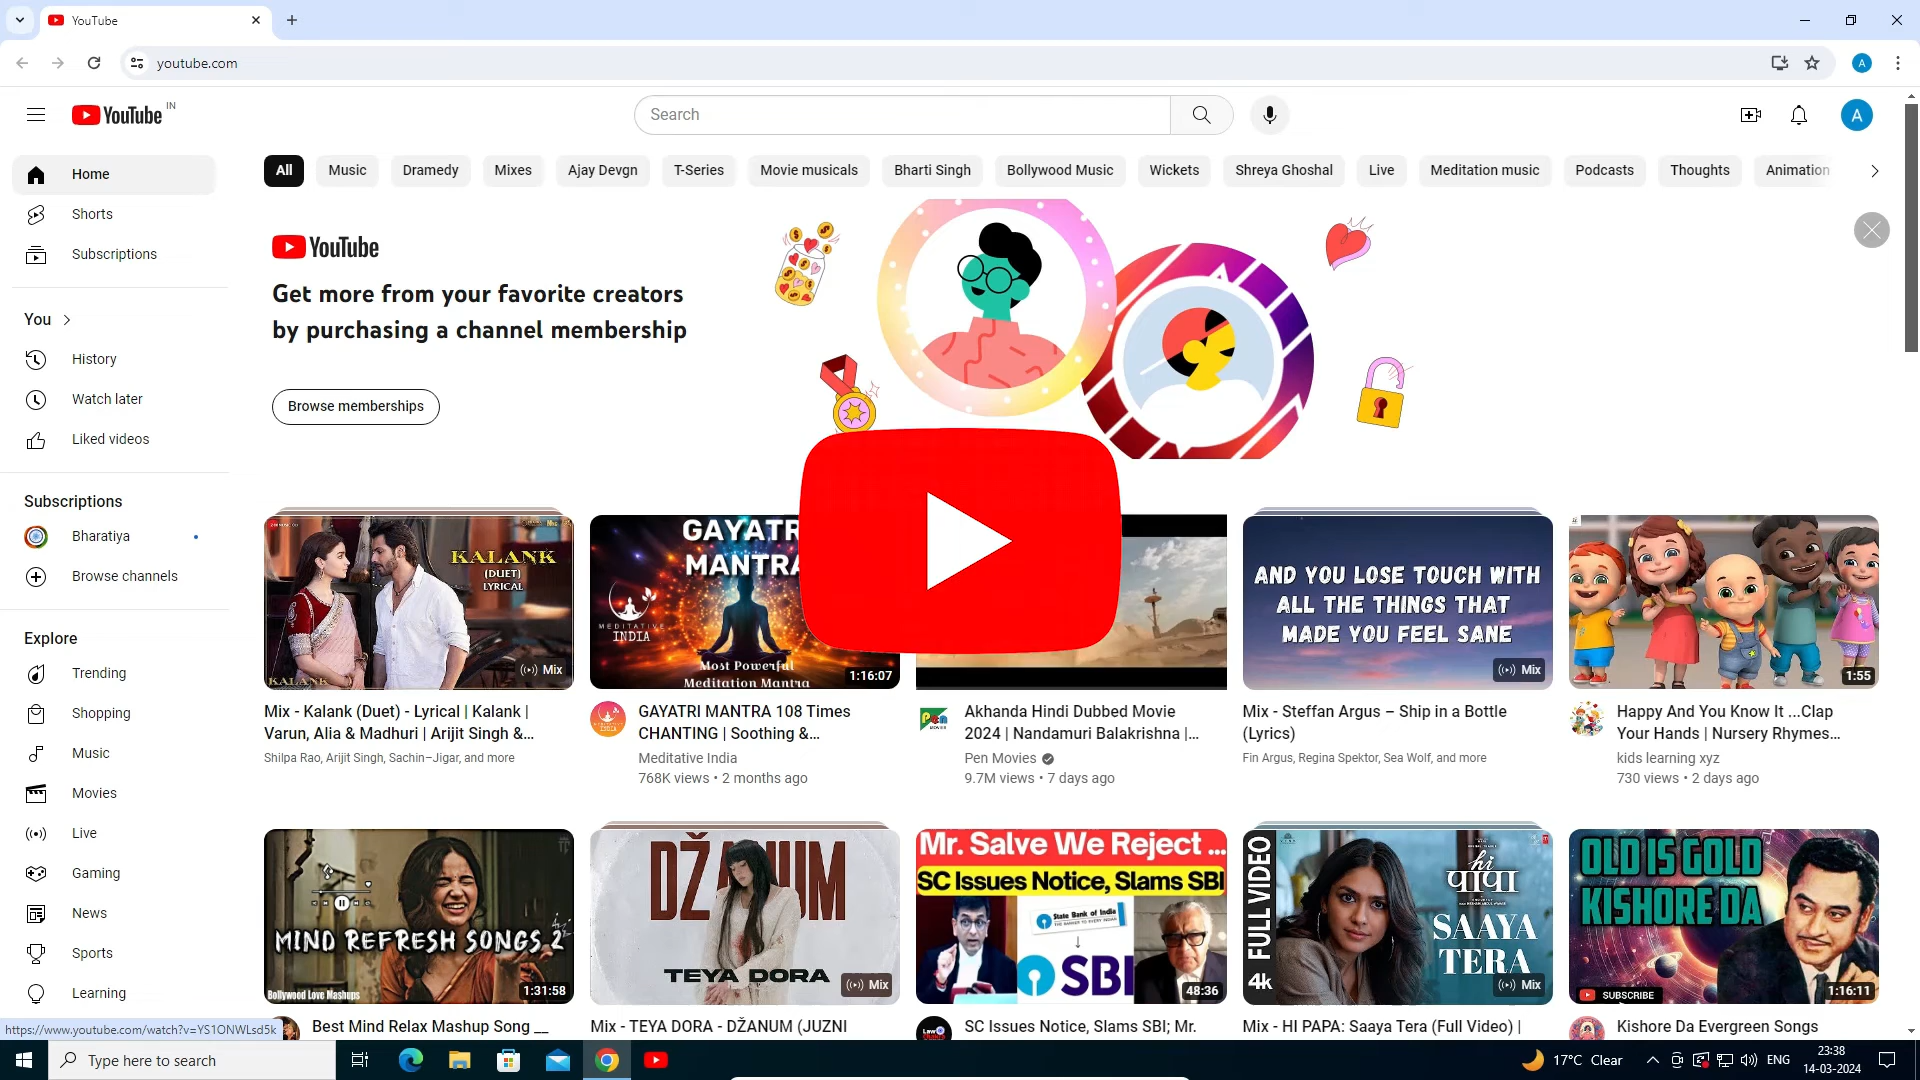 YouTube
youtube.com
A
YouTube IN
Search
A
Home
Shorts
Subscriptions
You
History
Watch later
Liked videos
Subscriptions
Bharatiya
Browse channels
Explore
Trending
Shopping
Music
Movies
Live
Gaming
News
Sports
Learning
All Music Dramedy Mixes Ajay Devgn T-Series Movie musicals Bharti Singh Bollywood Music Wickets Shreya Ghoshal Live Meditation music Podcasts Thoughts Animation
YouTube
Get more from your favorite creators
by purchasing a channel membership
Browse memberships
KALANK
(DUET)
LYRICAL
KALANK
Mix
Mix - Kalank (Duet) - Lyrical | Kalank |
Varun, Alia & Madhuri | Arijit Singh &...
Shilpa Rao, Arijit Singh, Sachin–Jigar, and more
GAYATR
MANTRA
MEDITATIVE
INDIA
Most Powerful
Meditation Mantra
1:16:07
GAYATRI MANTRA 108 Times
CHANTING | Soothing &...
Meditative India
768K views • 2 months ago
Pen
MOVIES
Akhanda Hindi Dubbed Movie
2024 | Nandamuri Balakrishna |...
Pen Movies
9.7M views • 7 days ago
AND YOU LOSE TOUCH WITH
ALL THE THINGS THAT
MADE YOU FEEL SANE
Mix
Mix - Steffan Argus – Ship in a Bottle
(Lyrics)
Fin Argus, Regina Spektor, Sea Wolf, and more
1:55
Happy And You Know It ...Clap
Your Hands | Nursery Rhymes...
kids learning xyz
730 views • 2 days ago
MIND REFRESH SONGS 2
Bollywood Love Mashups
1:31:58
Best Mind Relax Mashup Song __
DŽANUM
TEYA DORA
Mix
Mix - TEYA DORA - DŽANUM (JUZNI
Mr. Salve We Reject ...
SC Issues Notice, Slams SBI
State Bank of India
SBI
48:36
Law
SC Issues Notice, Slams SBI; Mr.
FULL VIDEO
4k
hi
पापा
SAAYA
TERA
Mix
Mix - HI PAPA: Saaya Tera (Full Video) |
OLD IS GOLD
KISHORE DA
SUBSCRIBE
1:16:11
Kishore Da Evergreen Songs
https://www.youtube.com/watch?v=YS1ONWLsd5k
Type here to search
17°C Clear
ENG
23:38
14-03-2024